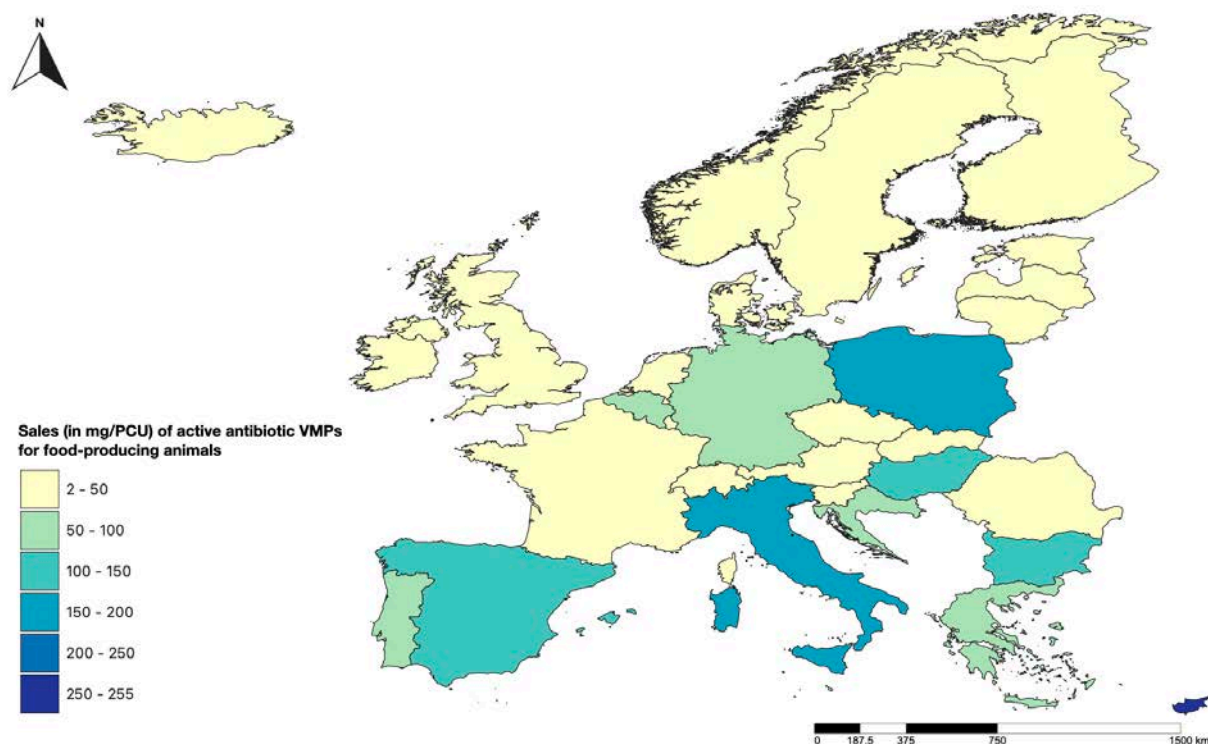 N
Sales (in mg/PCU) of active antibiotic VMPs
for food-producing animals
2 - 50
50 - 100
100 - 150
150 - 200
200 - 250
250 - 255
0 187.5 375 750 1500 km